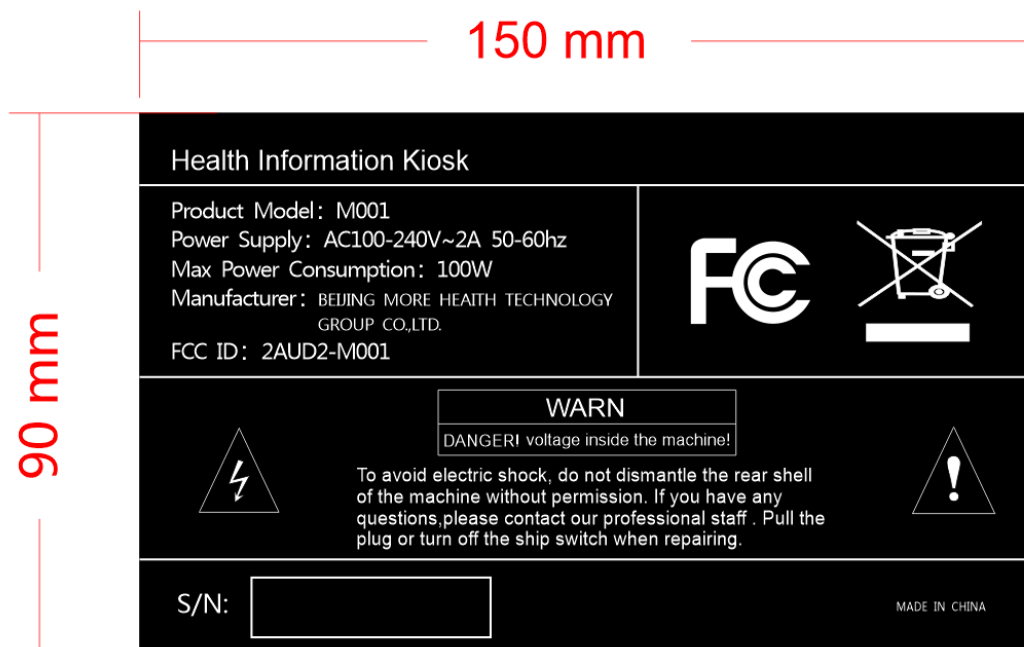 150 mm
90 mm
Health Information Kiosk
Product Model: M001
Power Supply: AC100-240V~2A 50-60hz
Max Power Consumption: 100W
Manufacturer: BEIJING MORE HEAITH TECHNOLOGY
GROUP CO.,LTD.
FCC ID: 2AUD2-M001
FC
WARN
DANGER! voltage inside the machine!
To avoid electric shock, do not dismantle the rear shell
of the machine without permission. If you have any
questions,please contact our professional staff . Pull the
plug or turn off the ship switch when repairing.
S/N:
MADE IN CHINA